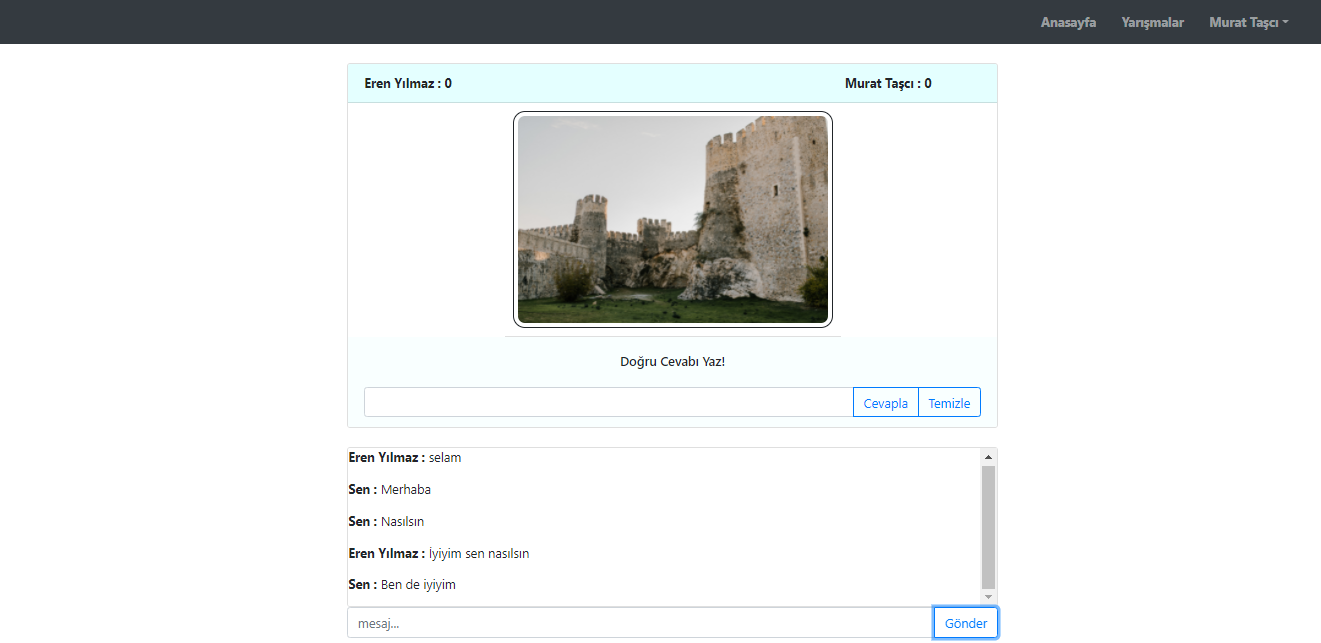 Anasayfa Yarışmalar Murat Taşcı
Eren Yılmaz : 0 Murat Taşcı : 0
Doğru Cevabı Yaz!
Cevapla Temizle
Eren Yılmaz : selam
Sen : Merhaba
Sen : Nasılsın
Eren Yılmaz : İyiyim sen nasılsın
Sen : Ben de iyiyim
mesaj... Gönder